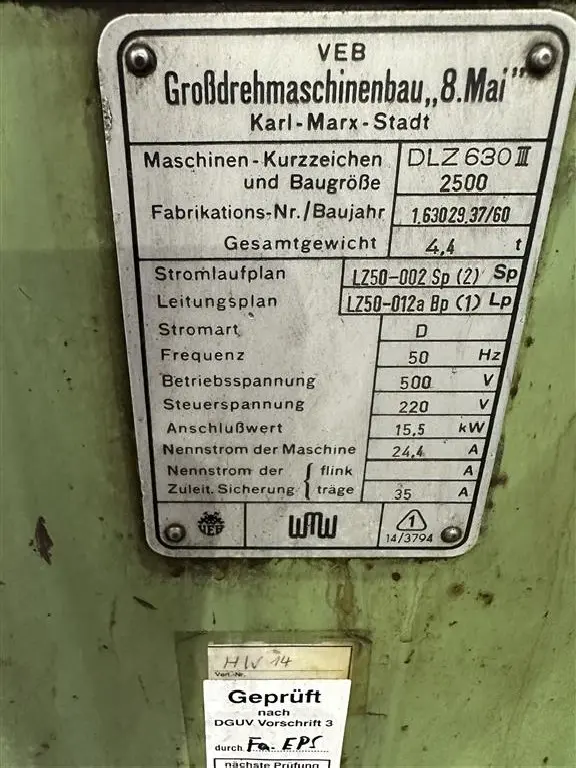 VEB
Großdrehmaschinenbau „8.Mai"
Karl-Marx-Stadt
Maschinen-Kurzzeichen DLZ 630 III
und Baugröße 2500
Fabrikations-Nr./Baujahr 1.63029.37/60
Gesamtgewicht 4,4 t
Stromlaufplan LZ50-002 Sp (2) Sp
Leitungsplan LZ50-012a Bp (1) Lp
Stromart D
Frequenz 50 Hz
Betriebsspannung 500 V
Steuerspannung 220 V
Anschlußwert 15,5 kW
Nennstrom der Maschine 24,4 A
Nennstrom der { flink A
Zuleit. Sicherung träge 35 A
VEB WMW 1
14/3794
HW 14
Vert.-Nr.
Geprüft
nach
DGUV Vorschrift 3
durch: Fa. EPS
nächste Prüfung